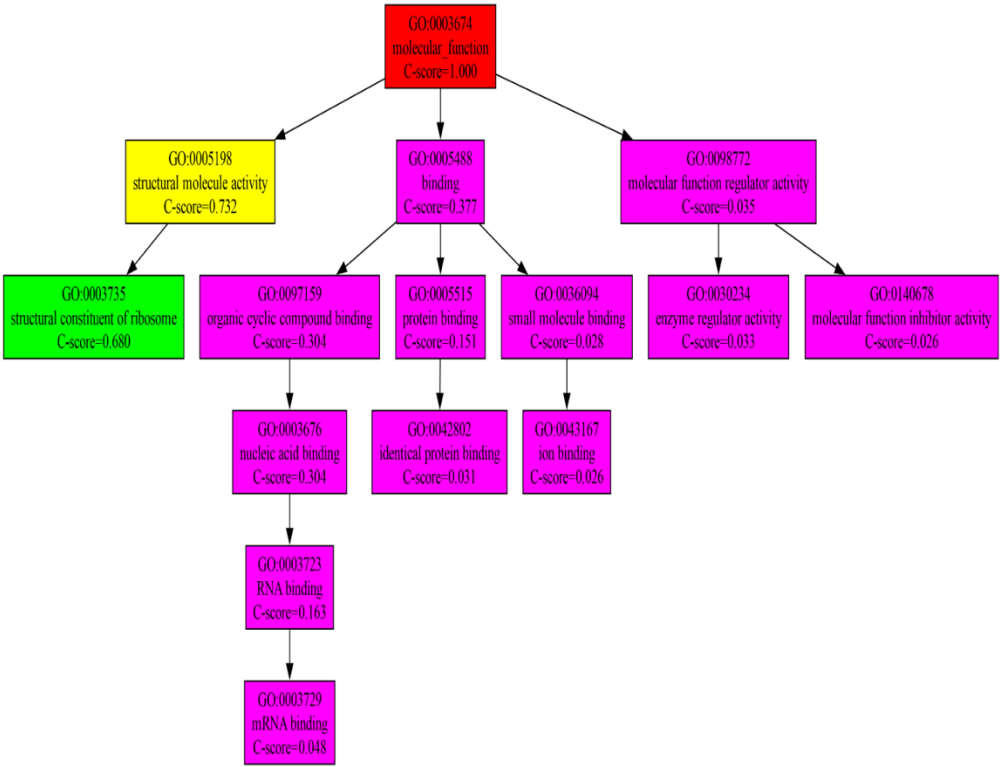 GO:0003674
molecular_function
C-score=1.000
GO:0005198
structural molecule activity
C-score=0.732
GO:0005488
binding
C-score=0.377
GO:0098772
molecular function regulator activity
C-score=0.035
GO:0003735
structural constituent of ribosome
C-score=0.680
GO:0097159
organic cyclic compound binding
C-score=0.304
GO:0005515
protein binding
C-score=0.151
GO:0036094
small molecule binding
C-score=0.028
GO:0030234
enzyme regulator activity
C-score=0.033
GO:0140678
molecular function inhibitor activity
C-score=0.026
GO:0003676
nucleic acid binding
C-score=0.304
GO:0042802
identical protein binding
C-score=0.031
GO:0043167
ion binding
C-score=0.026
GO:0003723
RNA binding
C-score=0.163
GO:0003729
mRNA binding
C-score=0.048